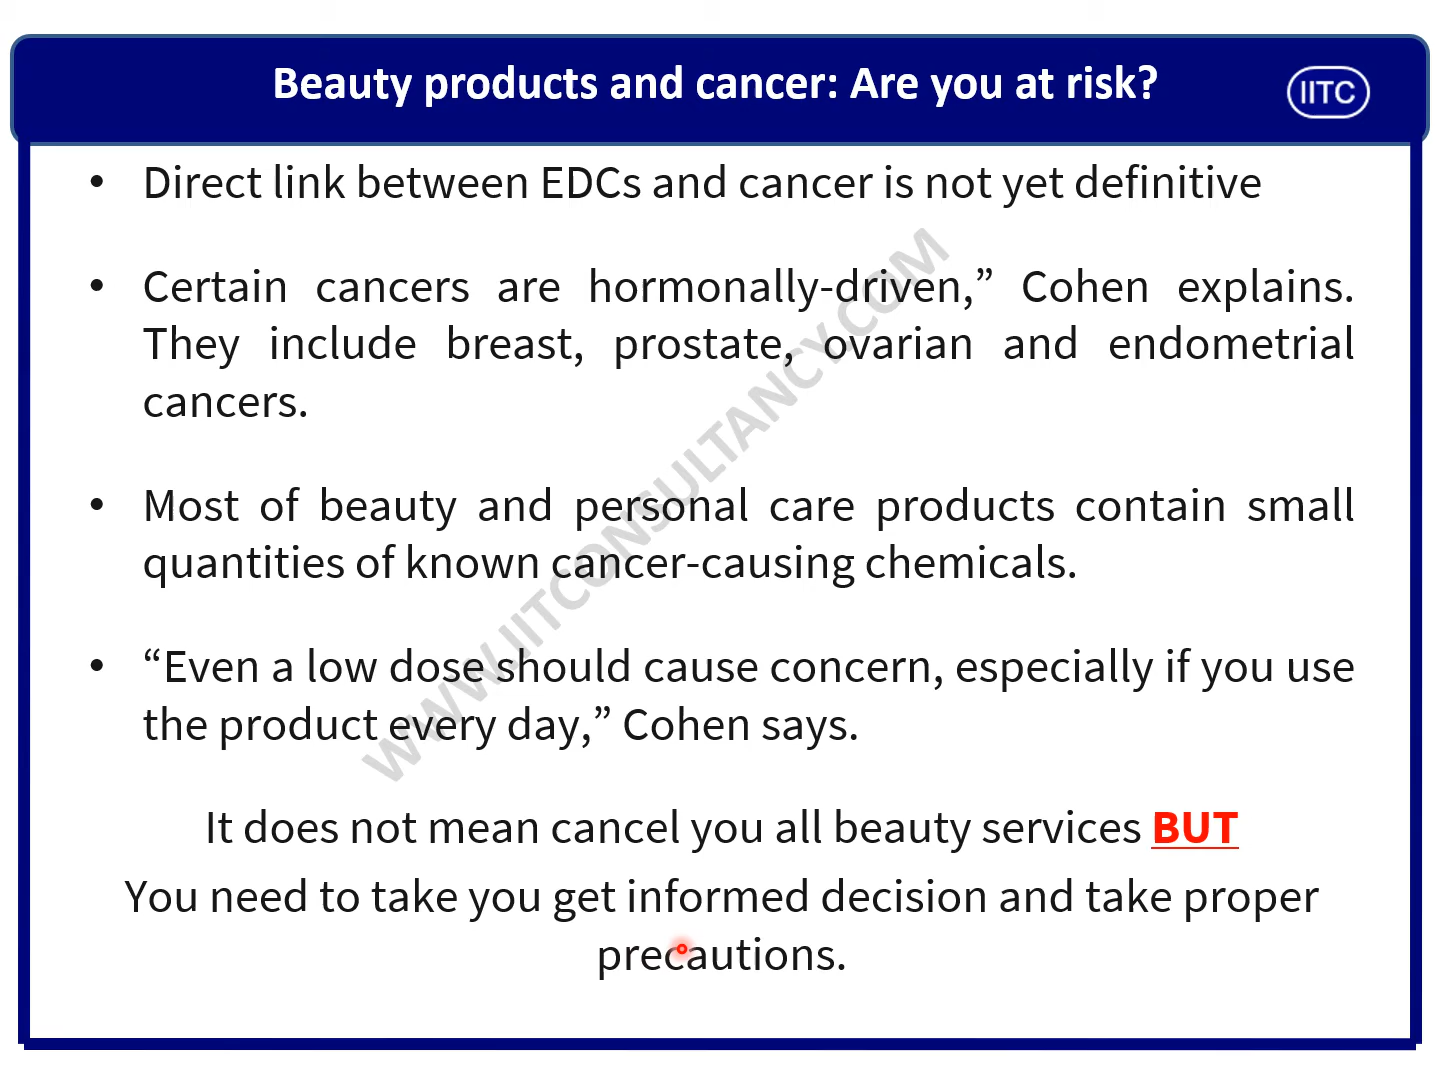 Beauty products and cancer: Are you at risk?
IITC
• Direct link between EDCs and cancer is not yet definitive
• Certain cancers are hormonally-driven,” Cohen explains.
They include breast, prostate, ovarian and endometrial
cancers.
• Most of beauty and personal care products contain small
quantities of known cancer-causing chemicals.
• “Even a low dose should cause concern, especially if you use
the product every day,” Cohen says.
It does not mean cancel you all beauty services BUT
You need to take you get informed decision and take proper
precautions.
WWW.IITCONSULTANCY.COM